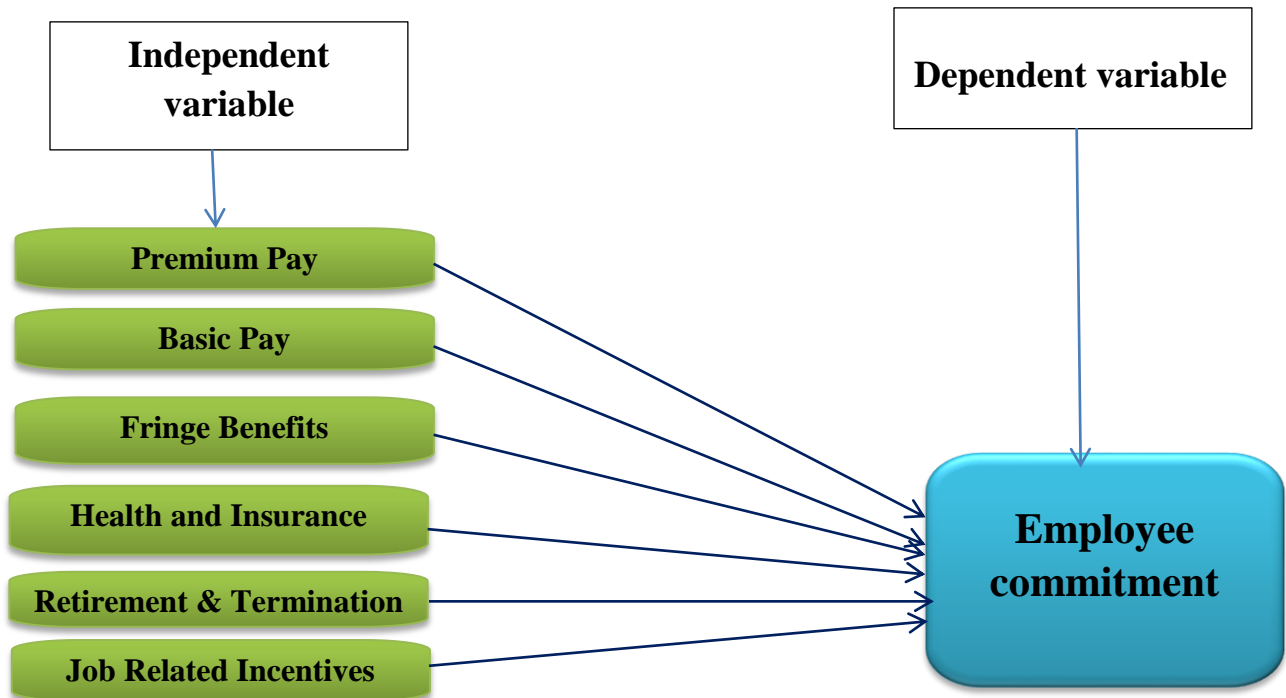 Independent
variable
Dependent variable
Premium Pay
Basic Pay
Fringe Benefits
Health and Insurance
Retirement & Termination
Job Related Incentives
Employee
commitment